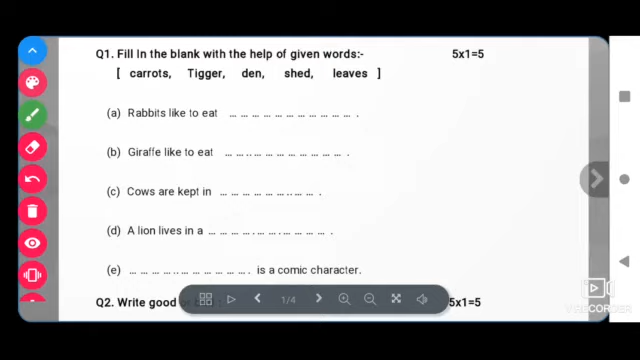 Q1. Fill In the blank with the help of given words:- 5x1=5
[ carrots, Tigger, den, shed, leaves ]
(a) Rabbits like to eat … … … … … … … … … … … .
(b) Giraffe like to eat … … .. … … … … … … … … .
(c) Cows are kept in … … … … … … .. … … .
(d) A lion lives in a … … … … . … … . … … … … .
(e) … … … … .. … … … … … … . is a comic character.
Q2. Write good 5x1=5
1/4
V RECORDER